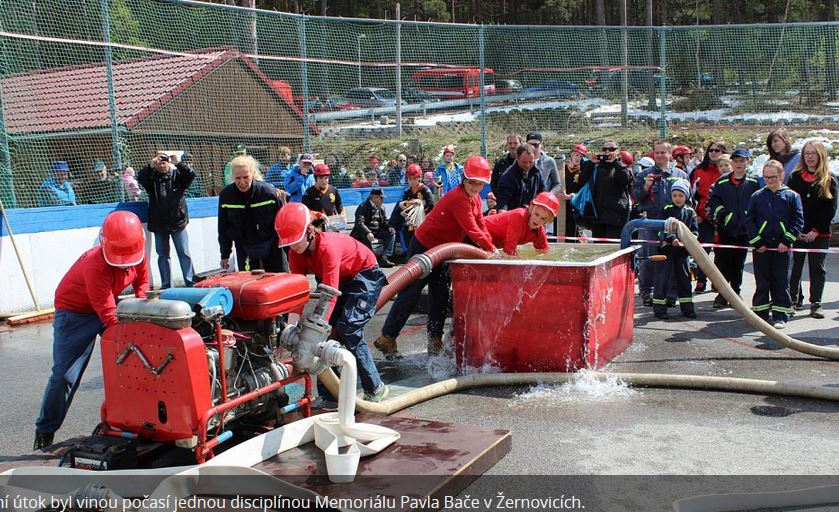 ní útok byl vinou počasí jednou disciplínou Memoriálu Pavla Bače v Žernovicích.